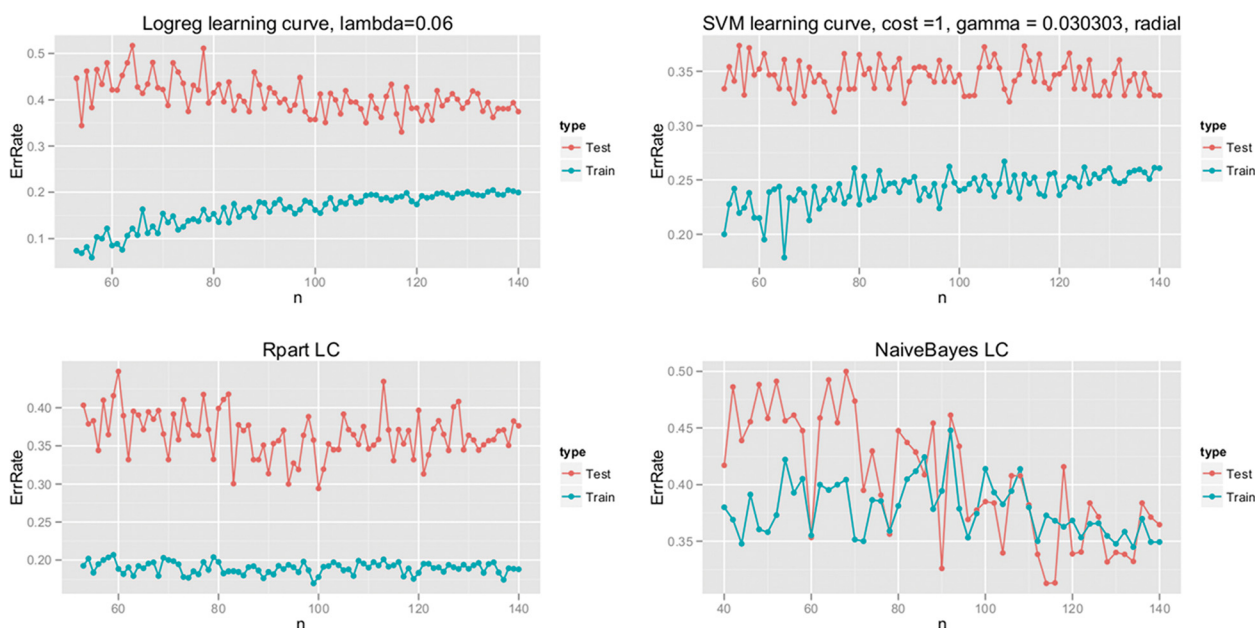 Logreg learning curve, lambda=0.06
ErrRate
0.5
0.4
0.3
0.2
0.1
60
80
100
120
140
n
type
Test
Train
SVM learning curve, cost =1, gamma = 0.030303, radial
ErrRate
0.35
0.30
0.25
0.20
60
80
100
120
140
n
type
Test
Train
Rpart LC
ErrRate
0.40
0.35
0.30
0.25
0.20
60
80
100
120
140
n
type
Test
Train
NaiveBayes LC
ErrRate
0.50
0.45
0.40
0.35
40
60
80
100
120
140
n
type
Test
Train